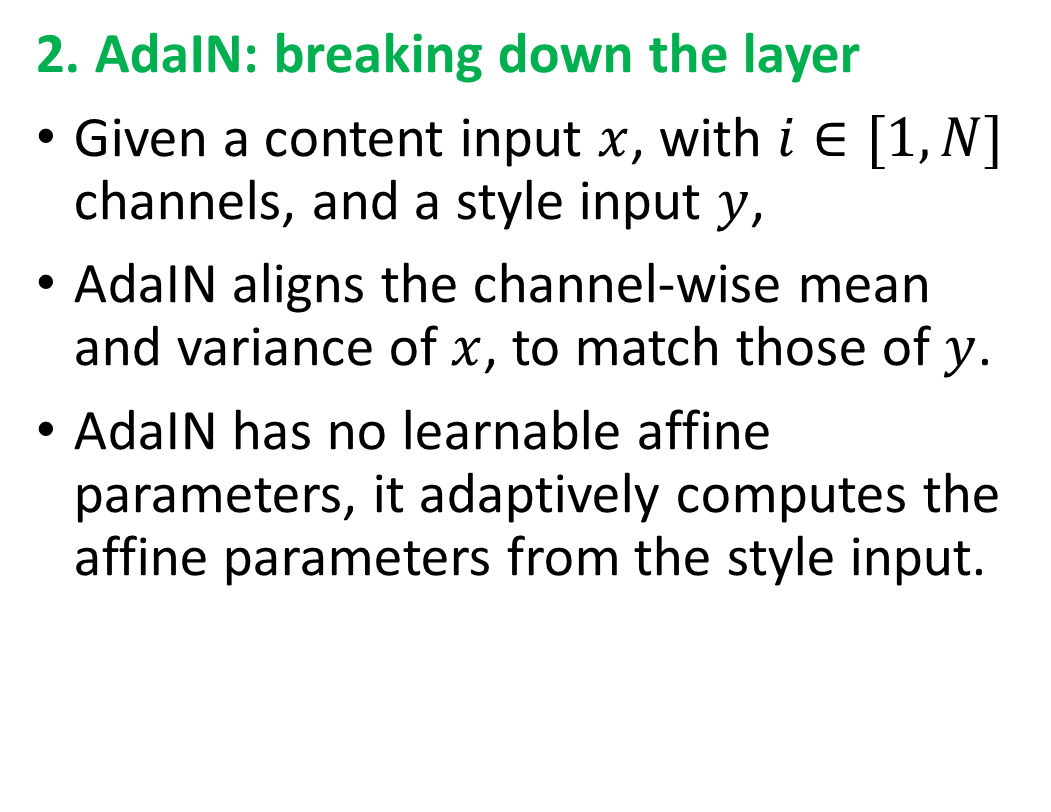 2. AdaIN: breaking down the layer
• Given a content input 𝑥, with 𝑖 ∈ [1, 𝑁]
channels, and a style input 𝑦,
• AdaIN aligns the channel-wise mean
and variance of 𝑥, to match those of 𝑦.
• AdaIN has no learnable affine
parameters, it adaptively computes the
affine parameters from the style input.